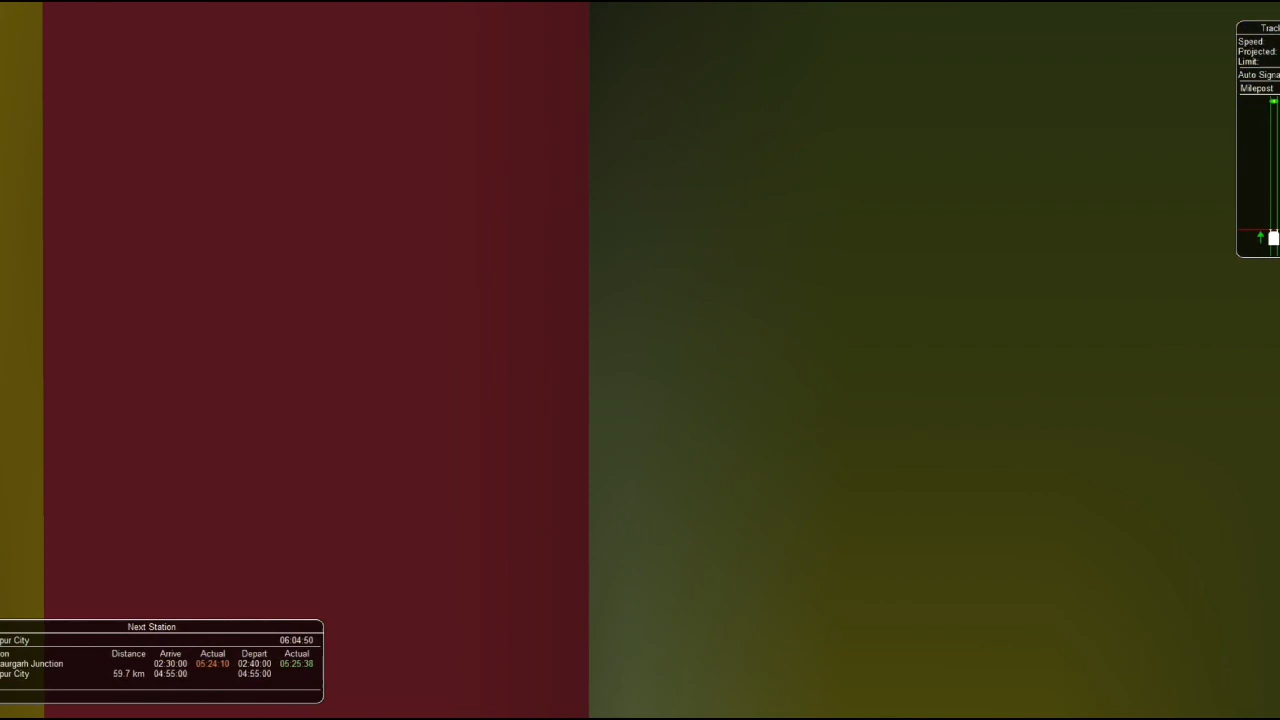 Track
Speed:
Projected:
Limit:
Auto Signa
Milepost
Next Station
pur City 06:04:50
on Distance Arrive Actual Depart Actual
aurgarh Junction 02:30:00 05:24:10 02:40:00 05:25:38
pur City 59.7 km 04:55:00 04:55:00